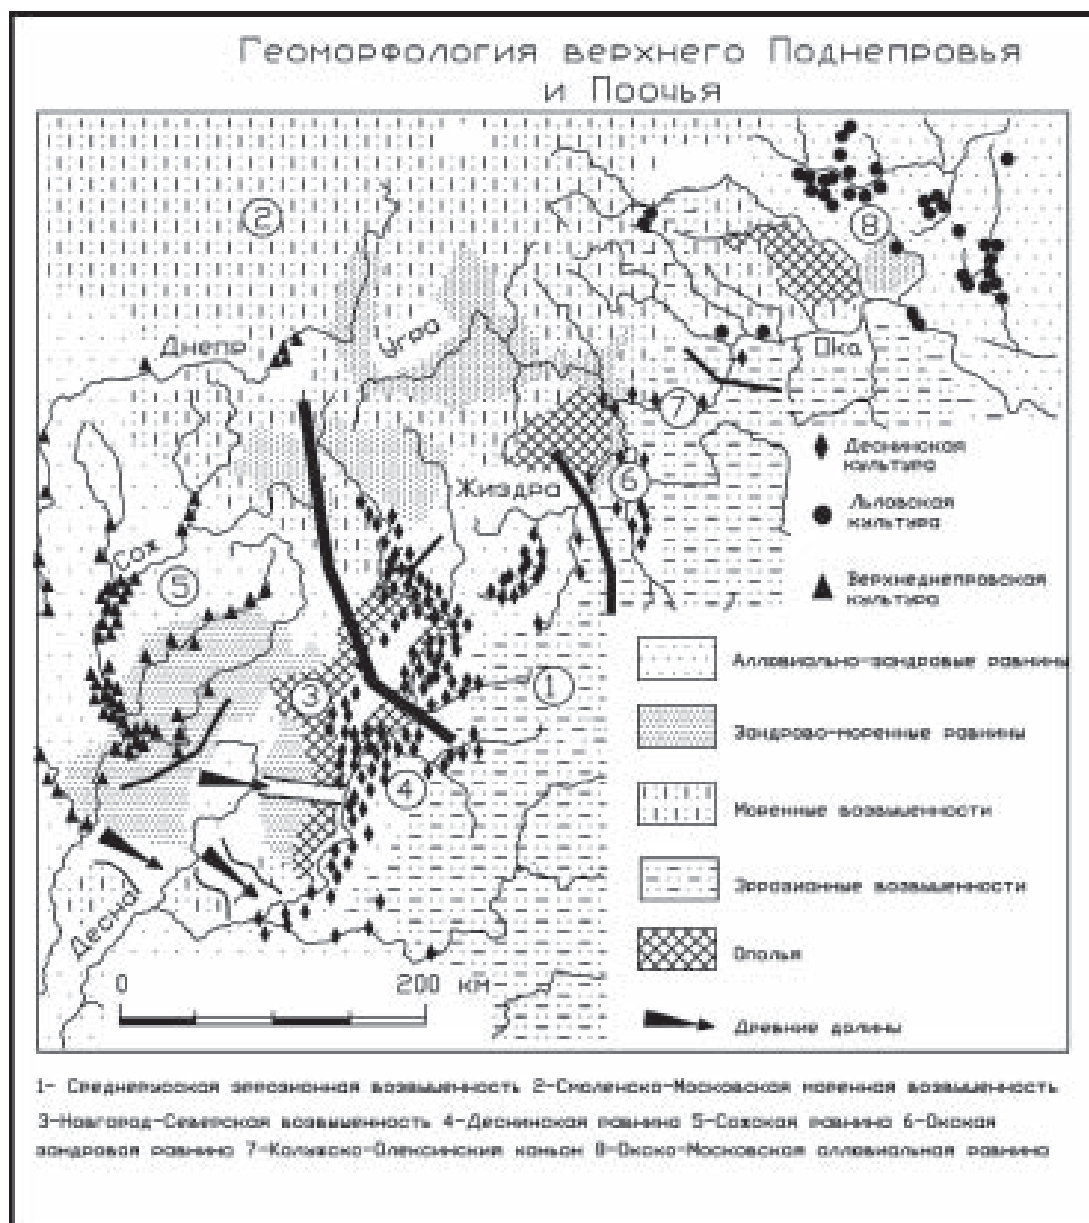 Геоморфология верхнего Поднепровья
и Поочья
2
8
Днепр
Угра
Ока
7
Жиздра
6
Сож
5
3
1
4
Десна
0 200 км
Деснинская
культура
Льловская
культура
Верхнеднепровская
культура
Аллювиально-зандровые равнины
Зандрово-моренные равнины
Моренные возвышенности
Эррозионные возвышенности
Ополья
Древние долины
1- Среднерусская эррозионная возвышенность 2-Смоленско-Московская моренная возвышенность
3-Новгород-Северская возвышенность 4-Деснинская равнина 5-Сожская равнина 6-Окская
зандровая равнина 7-Калужско-Алексинский каньон 8-Окско-Московская аллювиальная равнина